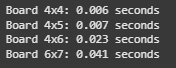 Board 4x4: 0.006 seconds
Board 4x5: 0.007 seconds
Board 4x6: 0.023 seconds
Board 6x7: 0.041 seconds